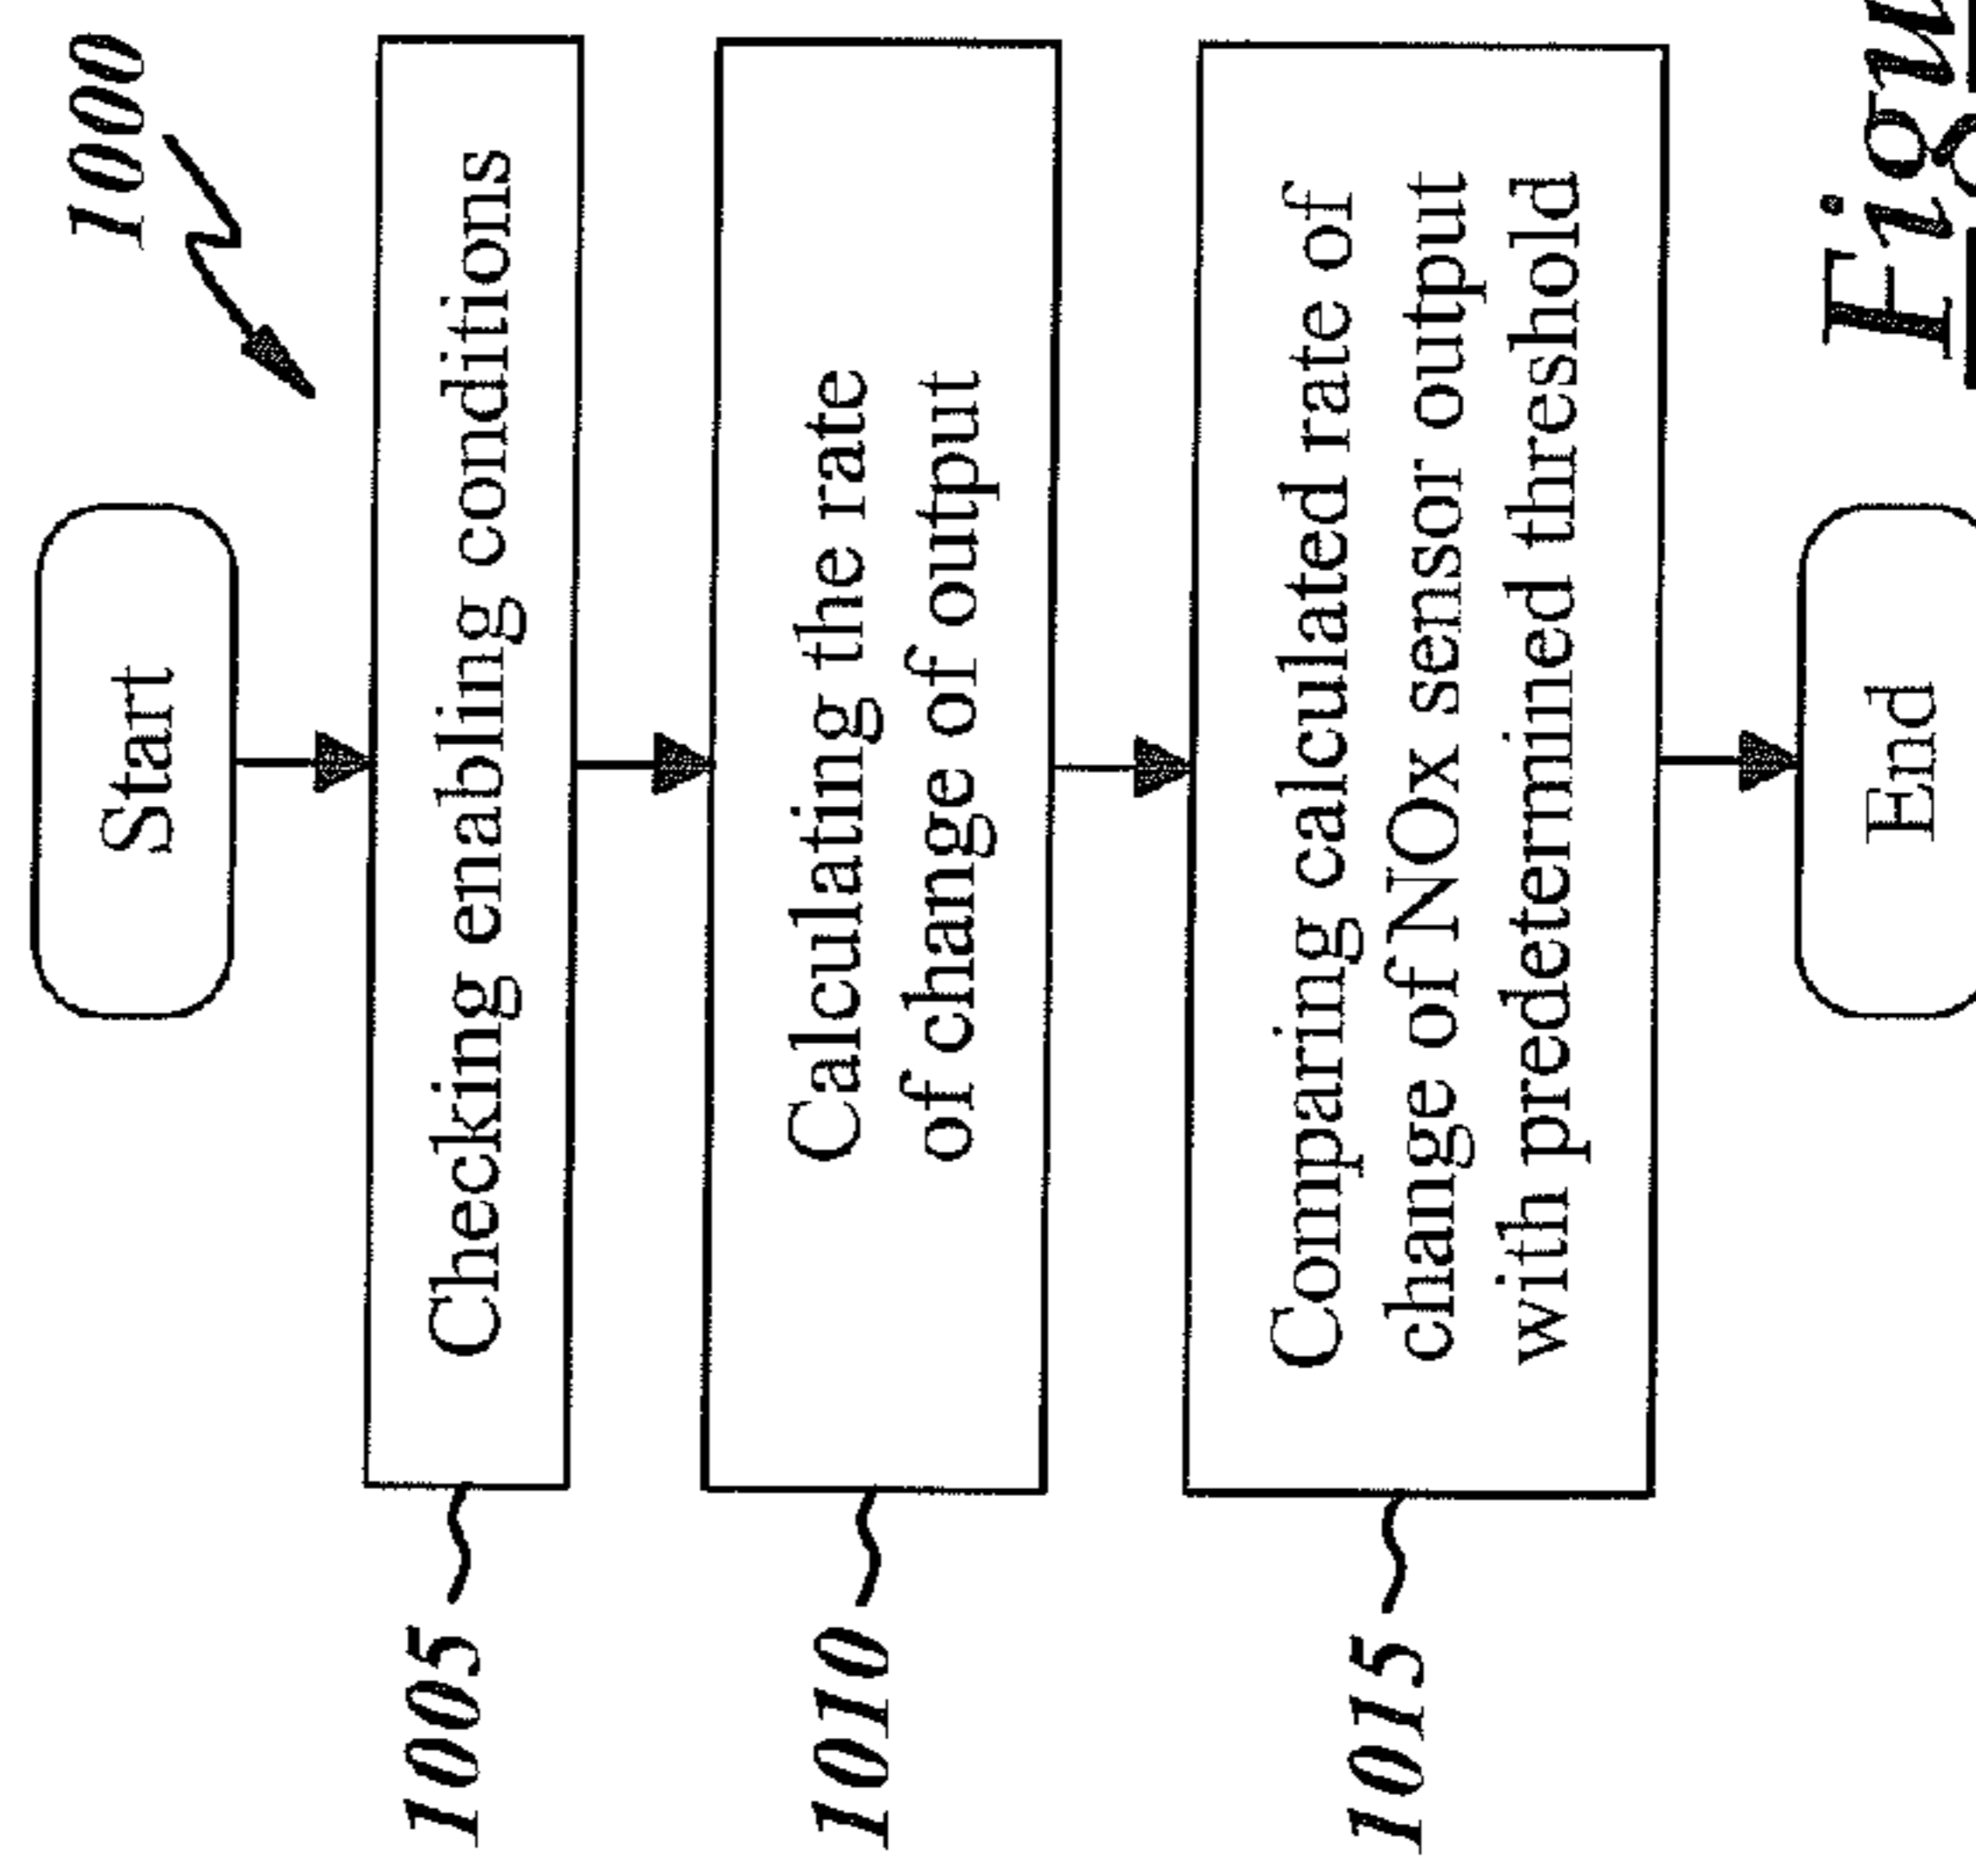 1000
Start
1005
Checking enabling conditions
1010
Calculating the rate
of change of output
1015
Comparing calculated rate of
change of NOx sensor output
with predetermined threshold
End